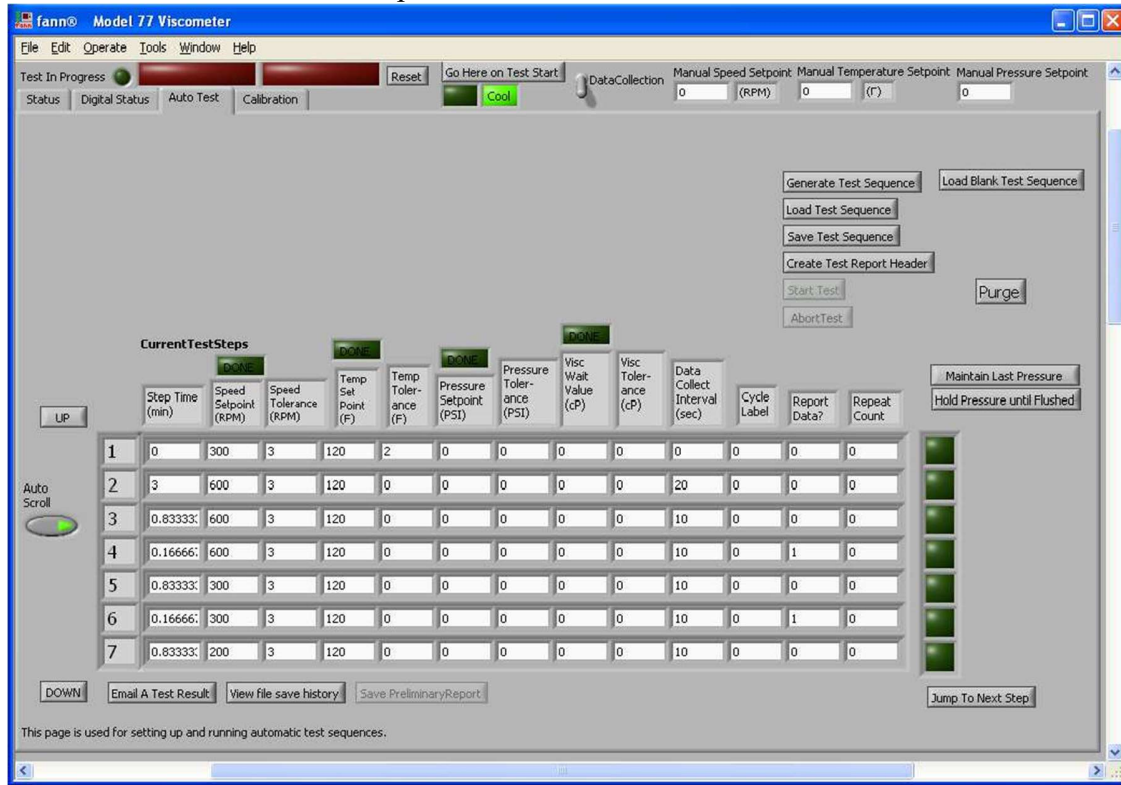 fann® Model 77 Viscometer
File Edit Operate Tools Window Help
Test In Progress Reset Go Here on Test Start DataCollection Manual Speed Setpoint Manual Temperature Setpoint Manual Pressure Setpoint
Cool 0 (RPM) 0 (Γ) 0
Status Digital Status Auto Test Calibration
Generate Test Sequence Load Blank Test Sequence
Load Test Sequence
Save Test Sequence
Create Test Report Header
Start Test Purge
AbortTest
CurrentTestSteps
DONE DONE DONE DONE
Step Time (min) Speed Setpoint (RPM) Speed Tolerance (RPM) Temp Set Point (F) Temp Toler-ance (F) Pressure Setpoint (PSI) Pressure Toler-ance (PSI) Visc Wait Value (cP) Visc Toler-ance (cP) Data Collect Interval (sec) Cycle Label Report Data? Repeat Count
Maintain Last Pressure
UP Hold Pressure until Flushed
1 0 300 3 120 2 0 0 0 0 0 0 0 0
Auto Scroll
2 3 600 3 120 0 0 0 0 0 20 0 0 0
3 0.83333 600 3 120 0 0 0 0 0 10 0 0 0
4 0.16666 600 3 120 0 0 0 0 0 10 0 1 0
5 0.83333 300 3 120 0 0 0 0 0 10 0 0 0
6 0.16666 300 3 120 0 0 0 0 0 10 0 1 0
7 0.83333 200 3 120 0 0 0 0 0 10 0 0 0
DOWN Email A Test Result View file save history Save PreliminaryReport Jump To Next Step
This page is used for setting up and running automatic test sequences.